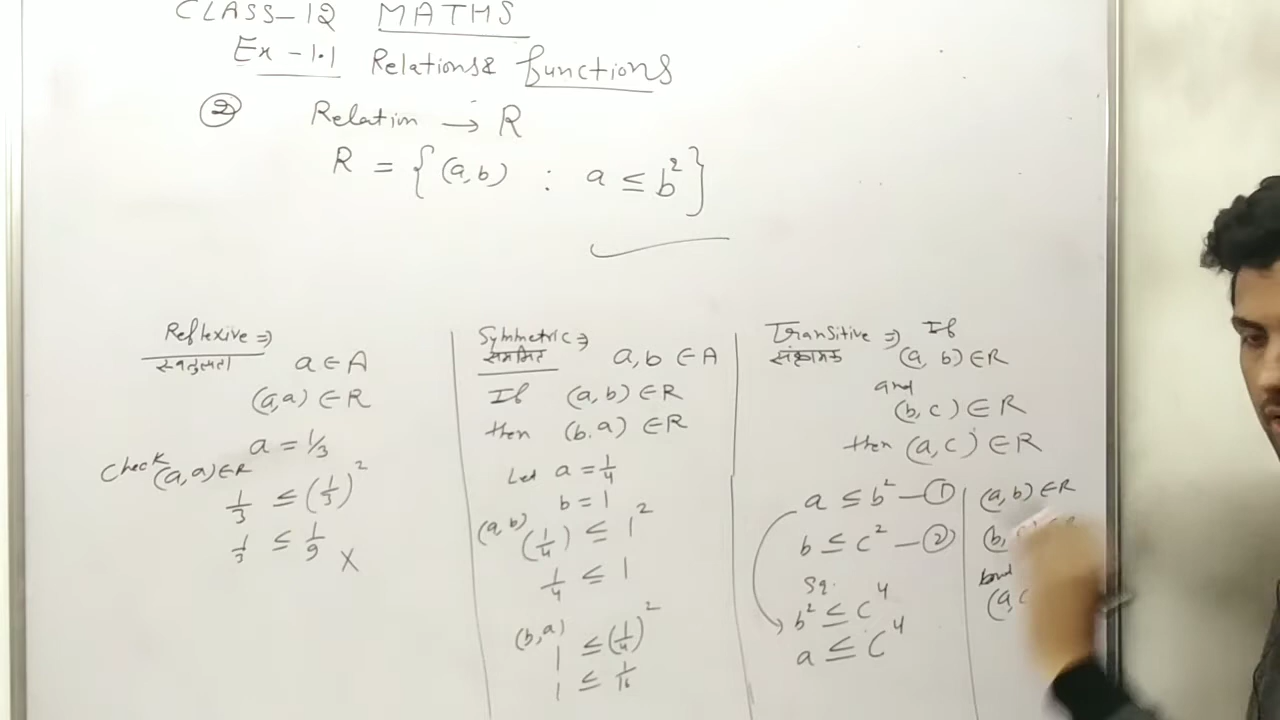 CLASS-12 MATHS
Ex-1.1 Relations & functions
② Relation → R
R = {(a,b) : a ≤ b²}
Reflexive ⇒
a ∈ A
(a,a) ∈ R
a = 1/3
Check (a,a) ∈ R
1/3 ≤ (1/3)²
1/3 ≤ 1/9 ×
Symmetric ⇒
सममित
a,b ∈ A
If (a,b) ∈ R
then (b.a) ∈ R
Let a = 1/4
b = 1
(a,b) (1/4) ≤ 1²
1/4 ≤ 1
(b,a) 1 ≤ (1/4)²
1 ≤ 1/16
Transitive ⇒ If
संक्रामक (a,b) ∈ R
and
(b,c) ∈ R
then (a,c) ∈ R
a ≤ b² — ①
b ≤ c² — ②
Sq.
b² ≤ c⁴
a ≤ c⁴
(a,b) ∈ R
(b,
(a,